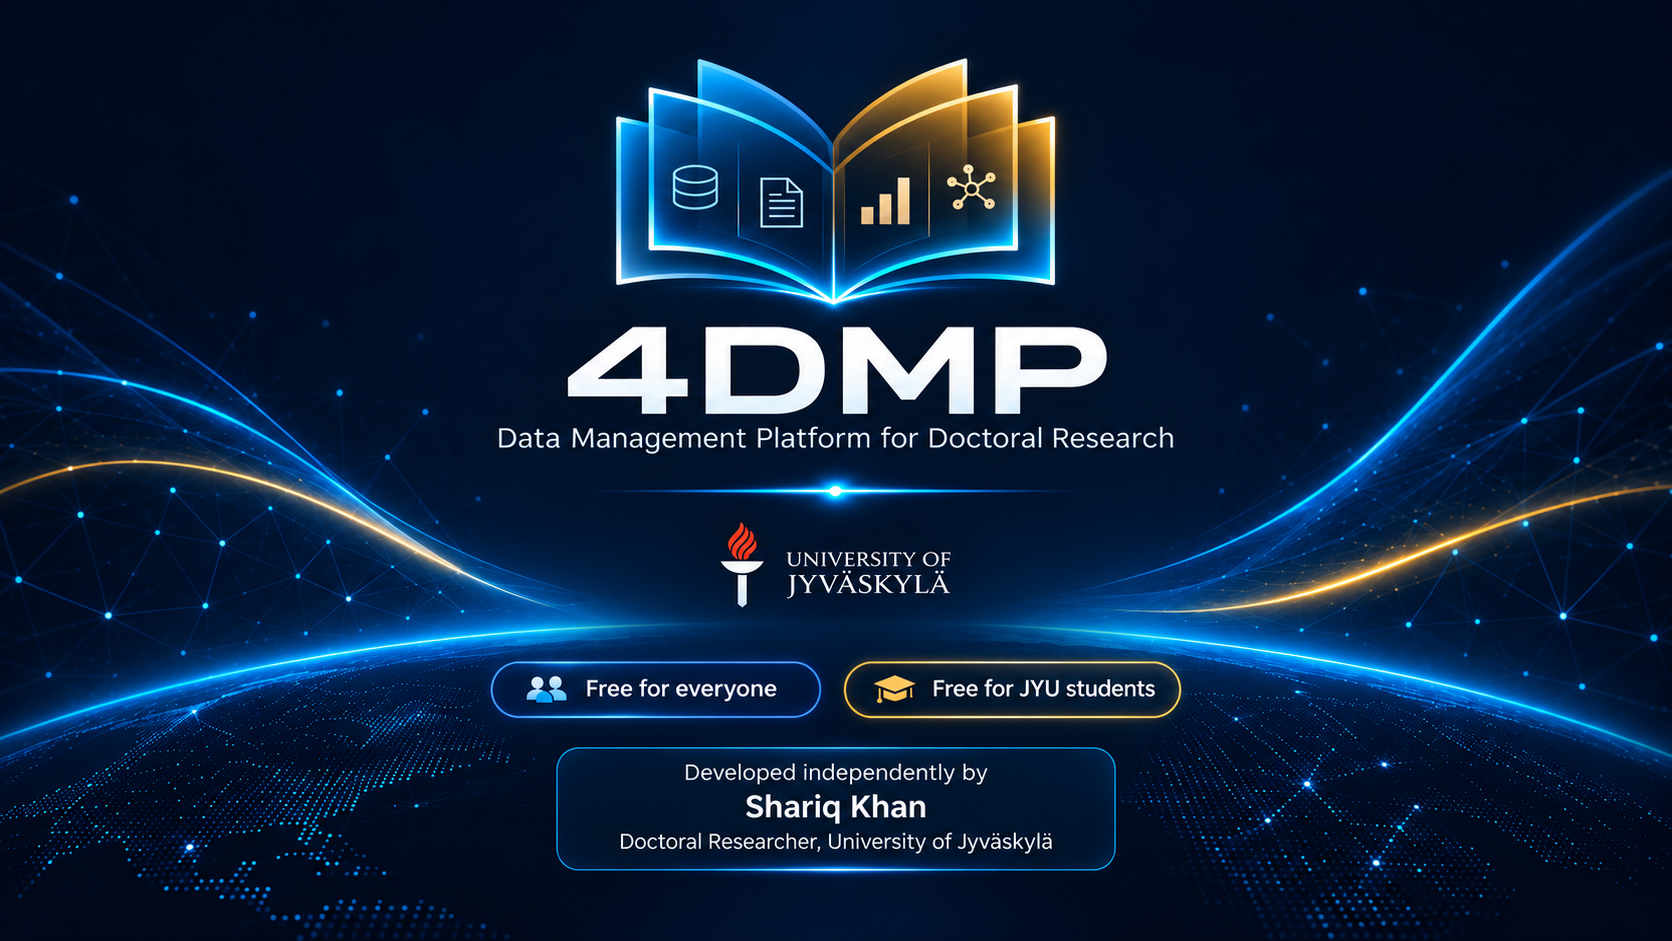 4DMP
Data Management Platform for Doctoral Research
UNIVERSITY OF
JYVÄSKYLÄ
Free for everyone
Free for JYU students
Developed independently by
Shariq Khan
Doctoral Researcher, University of Jyväskylä